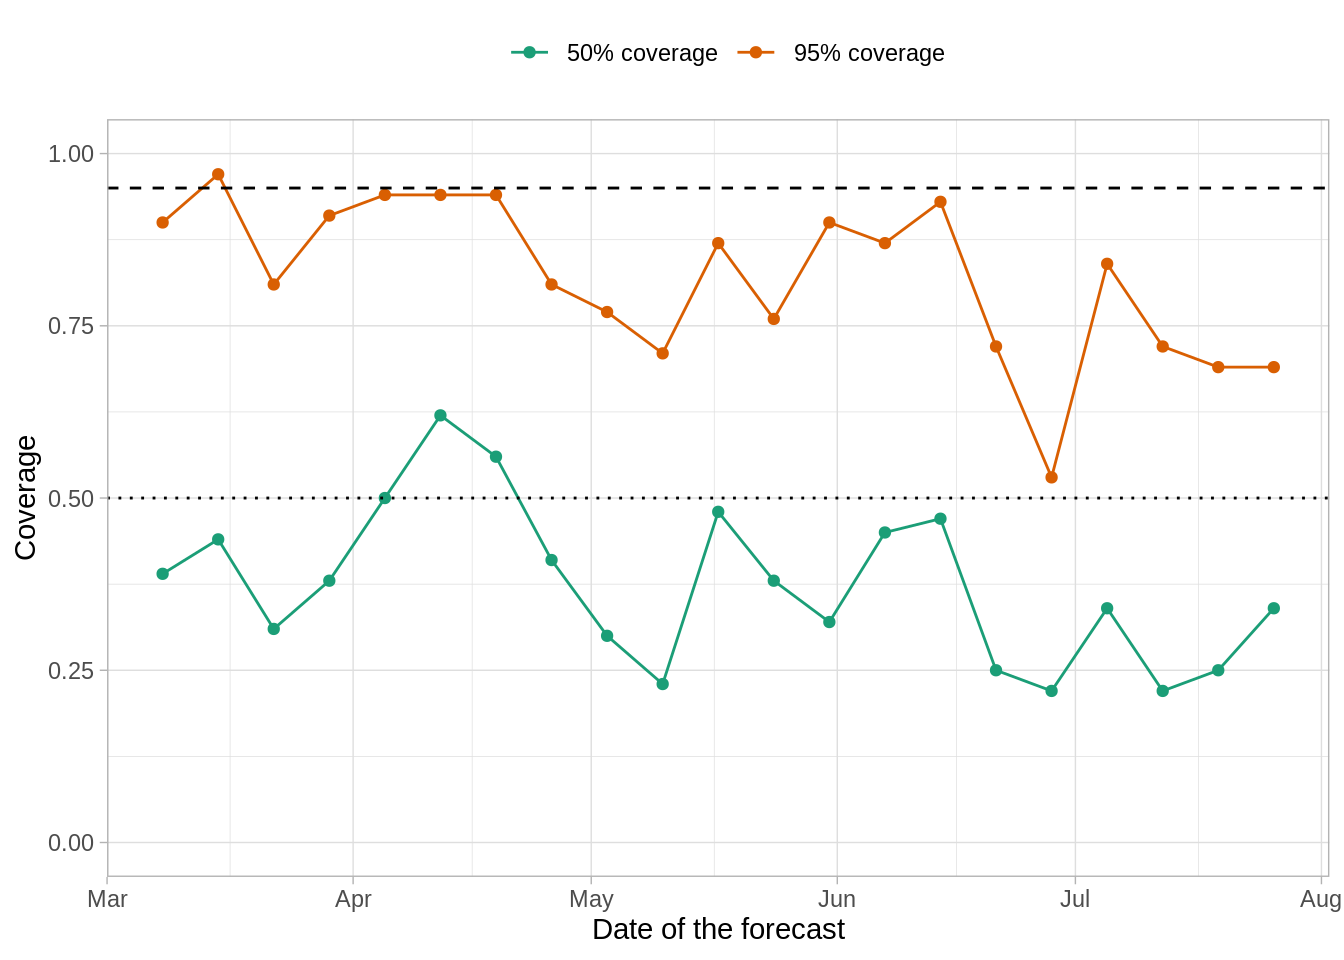 50% coverage 95% coverage
1.00
0.75
0.50
0.25
0.00
Coverage
Mar Apr May Jun Jul Aug
Date of the forecast